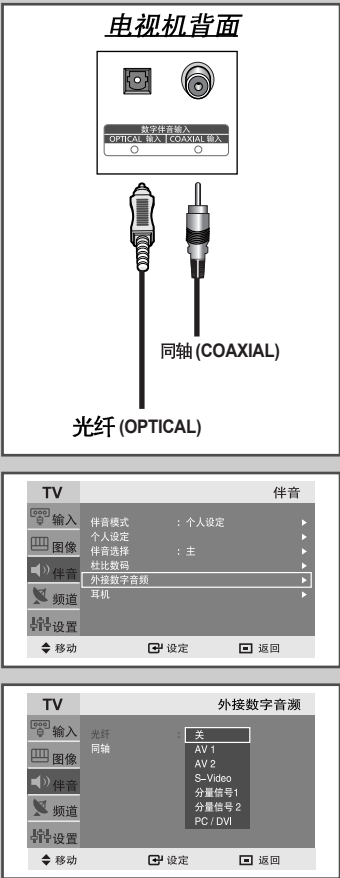 电视机背面
数字伴音输入
OPTICAL 输入 | COAXIAL 输入
同轴 (COAXIAL)
光纤 (OPTICAL)
TV 伴音
输入
图像
伴音
频道
设置
伴音模式 : 个人设定
个人设定
伴音选择 : 主
杜比数码
外接数字音频
耳机
移动 设定 返回
TV 外接数字音濒
输入
图像
伴音
频道
设置
光纤 : 关
同轴
AV 1
AV 2
S-Video
分量信号1
分量信号 2
PC / DVI
移动 设定 返回